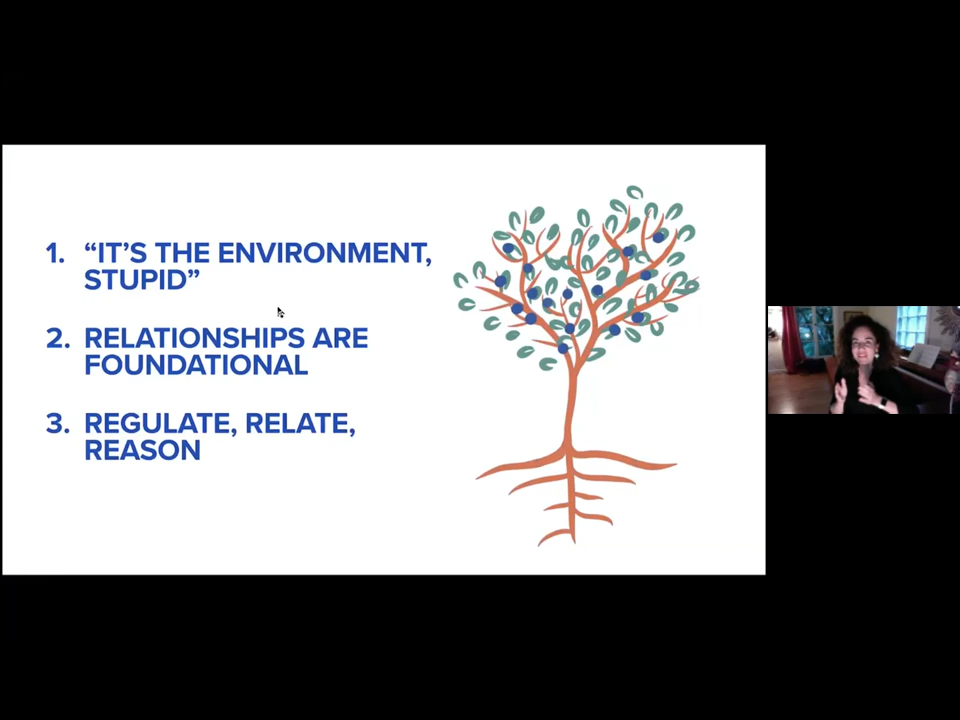 1. “IT’S THE ENVIRONMENT,
STUPID”
2. RELATIONSHIPS ARE
FOUNDATIONAL
3. REGULATE, RELATE,
REASON